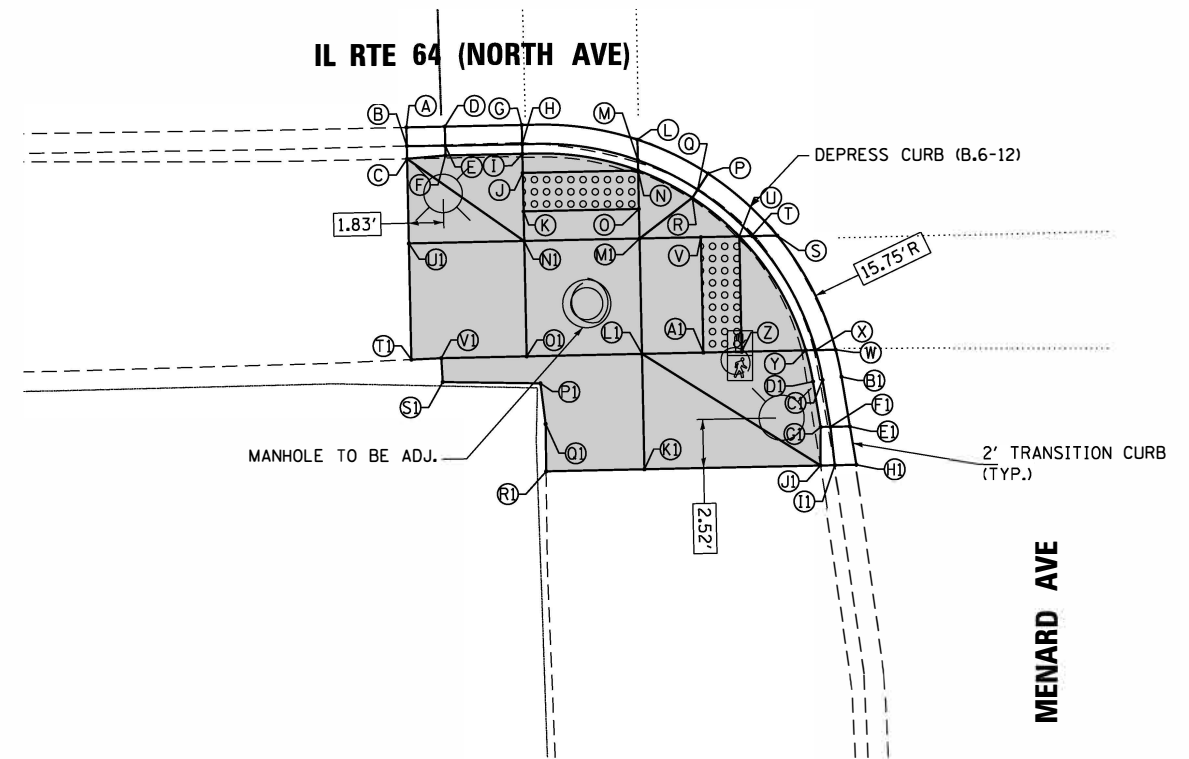 IL RTE 64 (NORTH AVE)
B
A
D
G
H
M
L
Q
P
DEPRESS CURB (B.6-12)
C
F
E
I
J
N
U
T
K
O
R
S
1.83'
U1
N1
M1
V
15.75'R
T1
V1
O1
L1
A1
Z
X
W
Y
D1
C1
B1
S1
P1
G1
F1
E1
MANHOLE TO BE ADJ.
Q1
K1
2' TRANSITION CURB
(TYP.)
R1
J1
I1
H1
2.52'
MENARD AVE